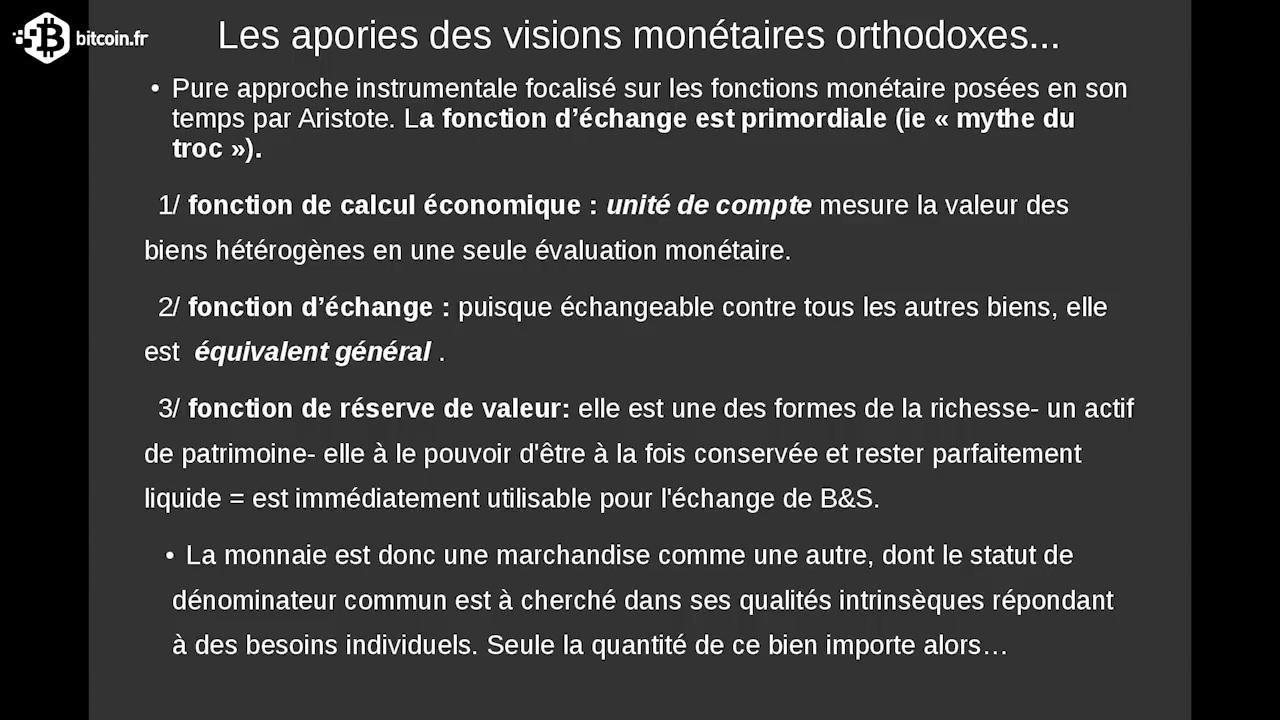 bitcoin.fr
Les apories des visions monétaires orthodoxes...
• Pure approche instrumentale focalisé sur les fonctions monétaire posées en son
temps par Aristote. La fonction d’échange est primordiale (ie « mythe du
troc »).
1/ fonction de calcul économique : unité de compte mesure la valeur des
biens hétérogènes en une seule évaluation monétaire.
2/ fonction d’échange : puisque échangeable contre tous les autres biens, elle
est équivalent général .
3/ fonction de réserve de valeur: elle est une des formes de la richesse- un actif
de patrimoine- elle à le pouvoir d'être à la fois conservée et rester parfaitement
liquide = est immédiatement utilisable pour l'échange de B&S.
• La monnaie est donc une marchandise comme une autre, dont le statut de
dénominateur commun est à cherché dans ses qualités intrinsèques répondant
à des besoins individuels. Seule la quantité de ce bien importe alors…